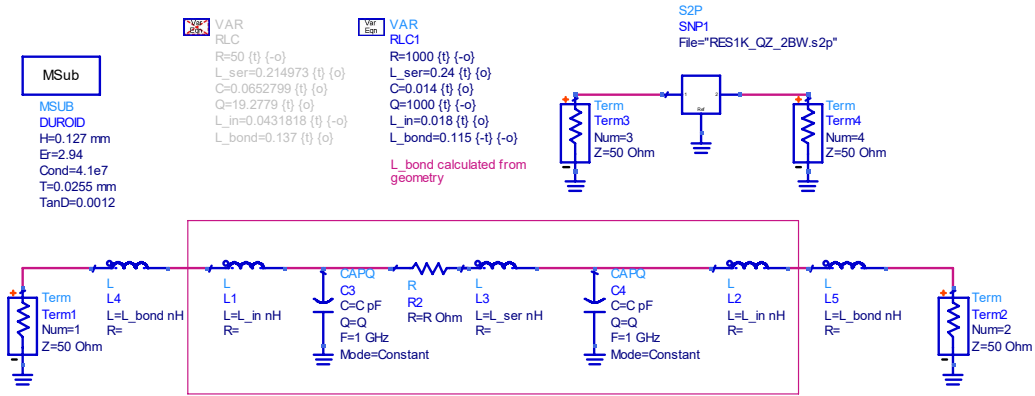 Var
Eqn
VAR
RLC
R=50 {t} {-o}
L_ser=0.214973 {t} {o}
C=0.0652799 {t} {o}
Q=19.2779 {t} {o}
L_in=0.0431818 {t} {-o}
L_bond=0.137 {t} {o}
Var
Eqn
VAR
RLC1
R=1000 {t} {-o}
L_ser=0.24 {t} {o}
C=0.014 {t} {o}
Q=1000 {t} {-o}
L_in=0.018 {t} {o}
L_bond=0.115 {-t} {-o}
L_bond calculated from
geometry
S2P
SNP1
File="RES1K_QZ_2BW.s2p"
MSub
MSUB
DUROID
H=0.127 mm
Er=2.94
Cond=4.1e7
T=0.0255 mm
TanD=0.0012
+
-
Term
Term3
Num=3
Z=50 Ohm
1
2
Ref
+
-
Term
Term4
Num=4
Z=50 Ohm
+
-
Term
Term1
Num=1
Z=50 Ohm
L
L4
L=L_bond nH
R=
L
L1
L=L_in nH
R=
CAPQ
C3
C=C pF
Q=Q
F=1 GHz
Mode=Constant
R
R2
R=R Ohm
L
L3
L=L_ser nH
R=
CAPQ
C4
C=C pF
Q=Q
F=1 GHz
Mode=Constant
L
L2
L=L_in nH
R=
L
L5
L=L_bond nH
R=
+
-
Term
Term2
Num=2
Z=50 Ohm